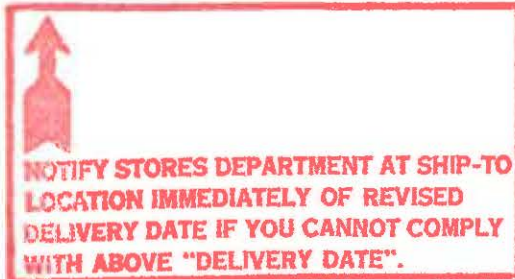 NOTIFY STORES DEPARTMENT AT SHIP-TO
LOCATION IMMEDIATELY OF REVISED
DELIVERY DATE IF YOU CANNOT COMPLY
WITH ABOVE "DELIVERY DATE".